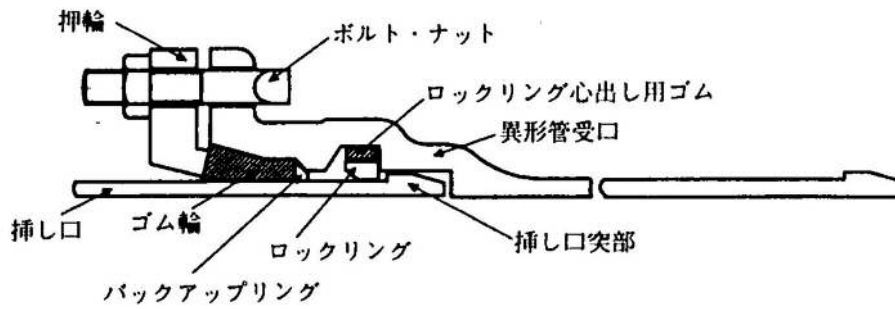 押輪
ボルト・ナット
ロックリング心出し用ゴム
異形管受口
挿し口
ゴム輪
ロックリング
挿し口突部
バックアップリング